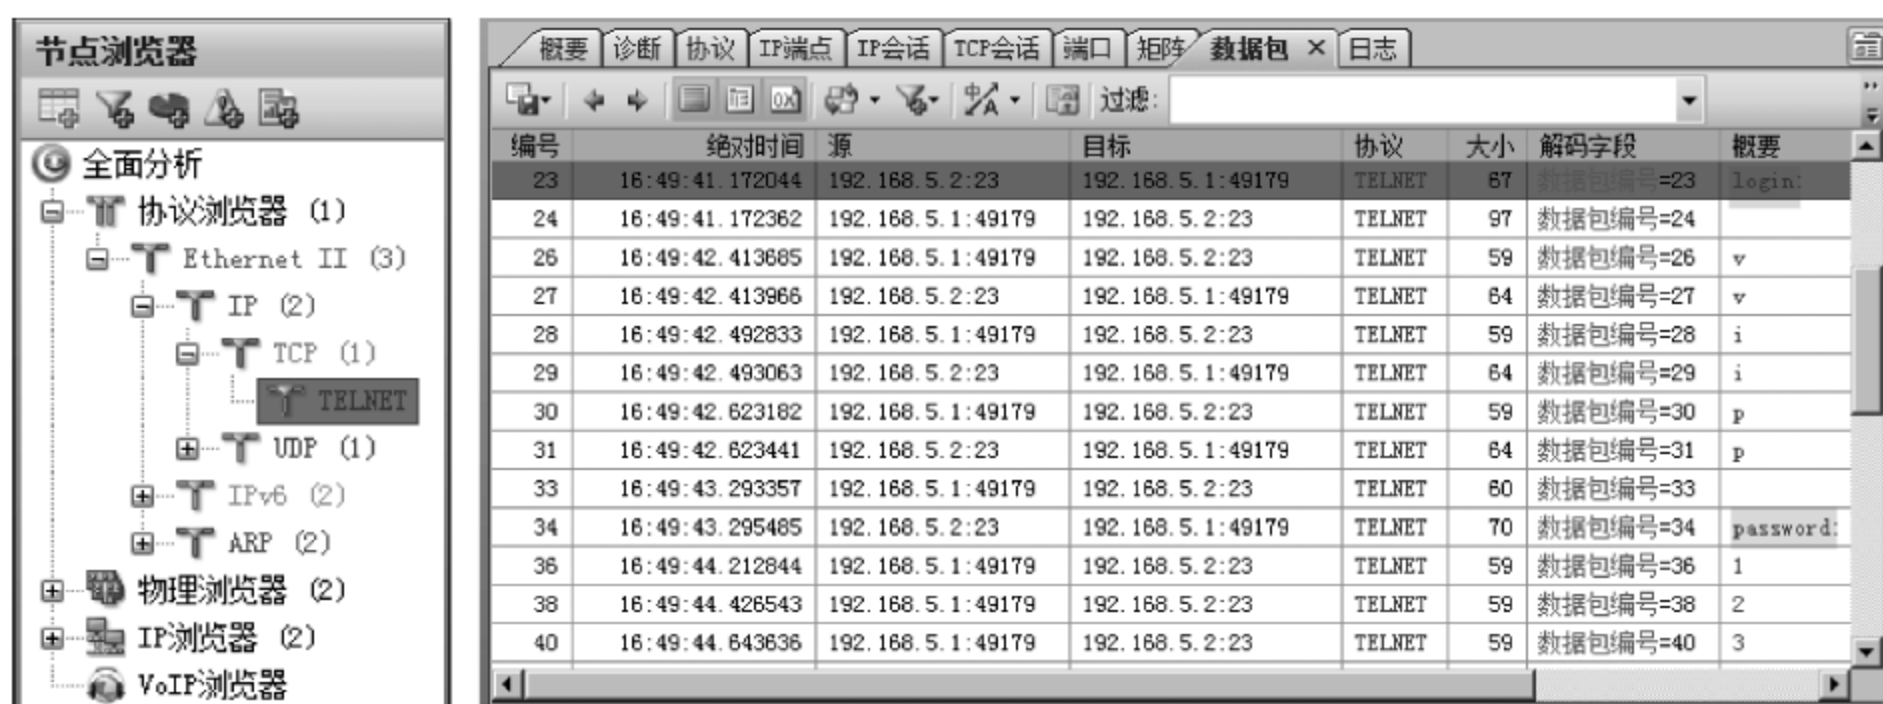 节点浏览器
全面分析
协议浏览器 (1)
Ethernet II (3)
IP (2)
TCP (1)
TELNET
UDP (1)
IPv6 (2)
ARP (2)
物理浏览器 (2)
IP浏览器 (2)
VoIP浏览器
概要 诊断 协议 IP端点 IP会话 TCP会话 端口 矩阵 数据包 × 日志
过滤:
编号 绝对时间 源 目标 协议 大小 解码字段 概要
23 16:49:41.172044 192.168.5.2:23 192.168.5.1:49179 TELNET 67 数据包编号=23 login:
24 16:49:41.172362 192.168.5.1:49179 192.168.5.2:23 TELNET 97 数据包编号=24
26 16:49:42.413685 192.168.5.1:49179 192.168.5.2:23 TELNET 59 数据包编号=26 v
27 16:49:42.413966 192.168.5.2:23 192.168.5.1:49179 TELNET 64 数据包编号=27 v
28 16:49:42.492833 192.168.5.1:49179 192.168.5.2:23 TELNET 59 数据包编号=28 i
29 16:49:42.493063 192.168.5.2:23 192.168.5.1:49179 TELNET 64 数据包编号=29 i
30 16:49:42.623182 192.168.5.1:49179 192.168.5.2:23 TELNET 59 数据包编号=30 p
31 16:49:42.623441 192.168.5.2:23 192.168.5.1:49179 TELNET 64 数据包编号=31 p
33 16:49:43.293357 192.168.5.1:49179 192.168.5.2:23 TELNET 60 数据包编号=33
34 16:49:43.295485 192.168.5.2:23 192.168.5.1:49179 TELNET 70 数据包编号=34 password:
36 16:49:44.212844 192.168.5.1:49179 192.168.5.2:23 TELNET 59 数据包编号=36 1
38 16:49:44.426543 192.168.5.1:49179 192.168.5.2:23 TELNET 59 数据包编号=38 2
40 16:49:44.643636 192.168.5.1:49179 192.168.5.2:23 TELNET 59 数据包编号=40 3